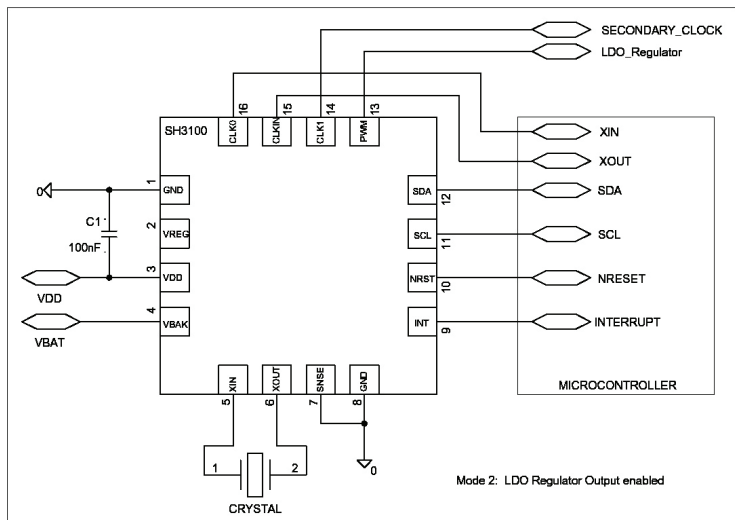 SECONDARY_CLOCK
LDO_Regulator
16 15 14 13
SH3100
CLK0 CLKIN CLK1 PWM
XIN
XOUT
0
1 GND
SDA 12 SDA
C1
100nF
2 VREG
SCL 11 SCL
3 VDD
NRST 10 NRESET
VDD
4 VBAK
INT 9 INTERRUPT
VBAT
XIN XOUT SNSE GND
MICROCONTROLLER
5 6 7 8
1 2
0
CRYSTAL
Mode 2: LDO Regulator Output enabled